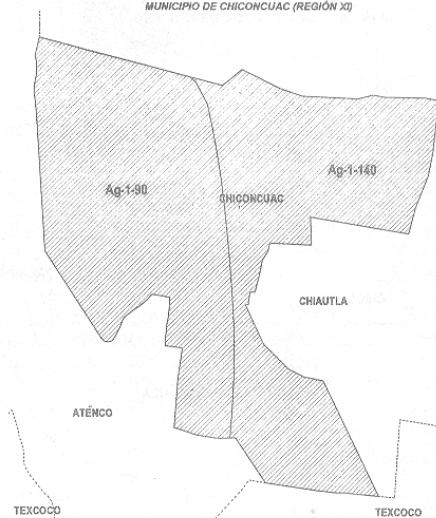 MUNICIPIO DE CHICONCUAC (REGIÓN XI)
Ag-1-90
Ag-1-140
CHICONCUAC
CHIAUTLA
ATENCO
TEXCOCO
TEXCOCO